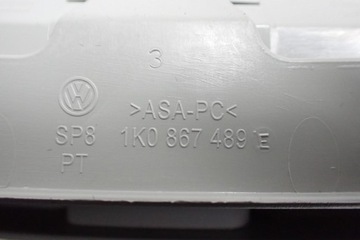 3
>ASA-PC<
SP8 1K0 867 489 E
PT